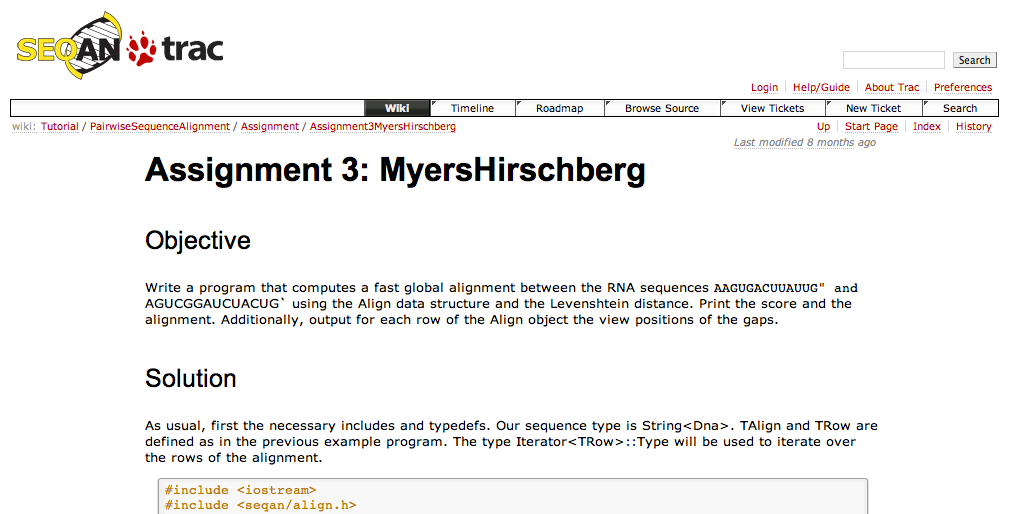 SEQAN trac
Search
Login Help/Guide About Trac Preferences
Wiki Timeline Roadmap Browse Source View Tickets New Ticket Search
wiki: Tutorial / PairwiseSequenceAlignment / Assignment / Assignment3MyersHirschberg
Up Start Page Index History
Last modified 8 months ago
Assignment 3: MyersHirschberg
Objective
Write a program that computes a fast global alignment between the RNA sequences AAGUGACUUAUUG" and
AGUCGGAUCUACUG` using the Align data structure and the Levenshtein distance. Print the score and the
alignment. Additionally, output for each row of the Align object the view positions of the gaps.
Solution
As usual, first the necessary includes and typedefs. Our sequence type is String<Dna>. TAlign and TRow are
defined as in the previous example program. The type Iterator<TRow>::Type will be used to iterate over
the rows of the alignment.
#include <iostream>
#include <seqan/align.h>